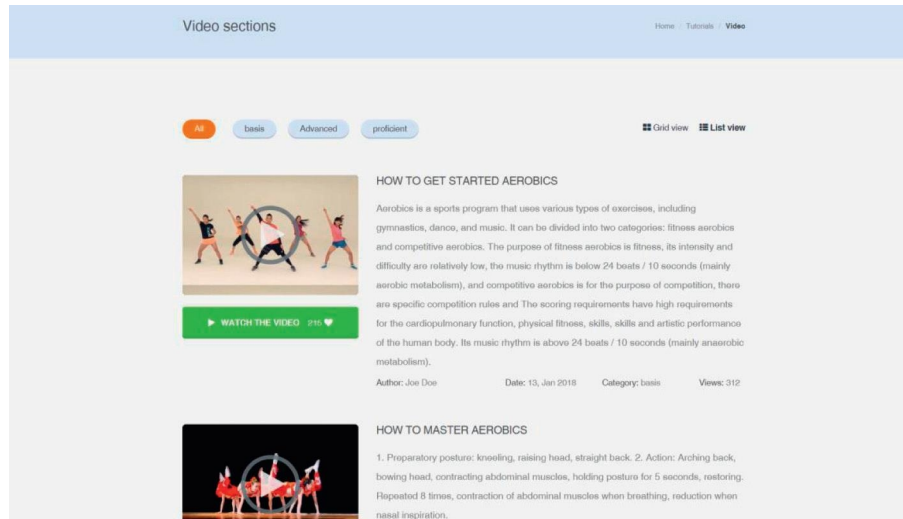 Video sections
Home / Tutorials / Video
All
basis
Advanced
proficient
Grid view
List view
HOW TO GET STARTED AEROBICS
Aerobics is a sports program that uses various types of exercises, including
gymnastics, dance, and music. It can be divided into two categories: fitness aerobics
and competitive aerobics. The purpose of fitness aerobics is fitness, its intensity and
difficulty are relatively low, the music rhythm is below 24 beats / 10 seconds (mainly
aerobic metabolism), and competitive aerobics is for the purpose of competition, there
are specific competition rules and The scoring requirements have high requirements
for the cardiopulmonary function, physical fitness, skills, skills and artistic performance
of the human body. Its music rhythm is above 24 beats / 10 seconds (mainly anaerobic
metabolism).
WATCH THE VIDEO 215
Author: Joe Doe
Date: 13, Jan 2018
Category: basis
Views: 312
HOW TO MASTER AEROBICS
1. Preparatory posture: kneeling, raising head, straight back. 2. Action: Arching back,
bowing head, contracting abdominal muscles, holding posture for 5 seconds, restoring.
Repeated 8 times, contraction of abdominal muscles when breathing, reduction when
nasal inspiration.